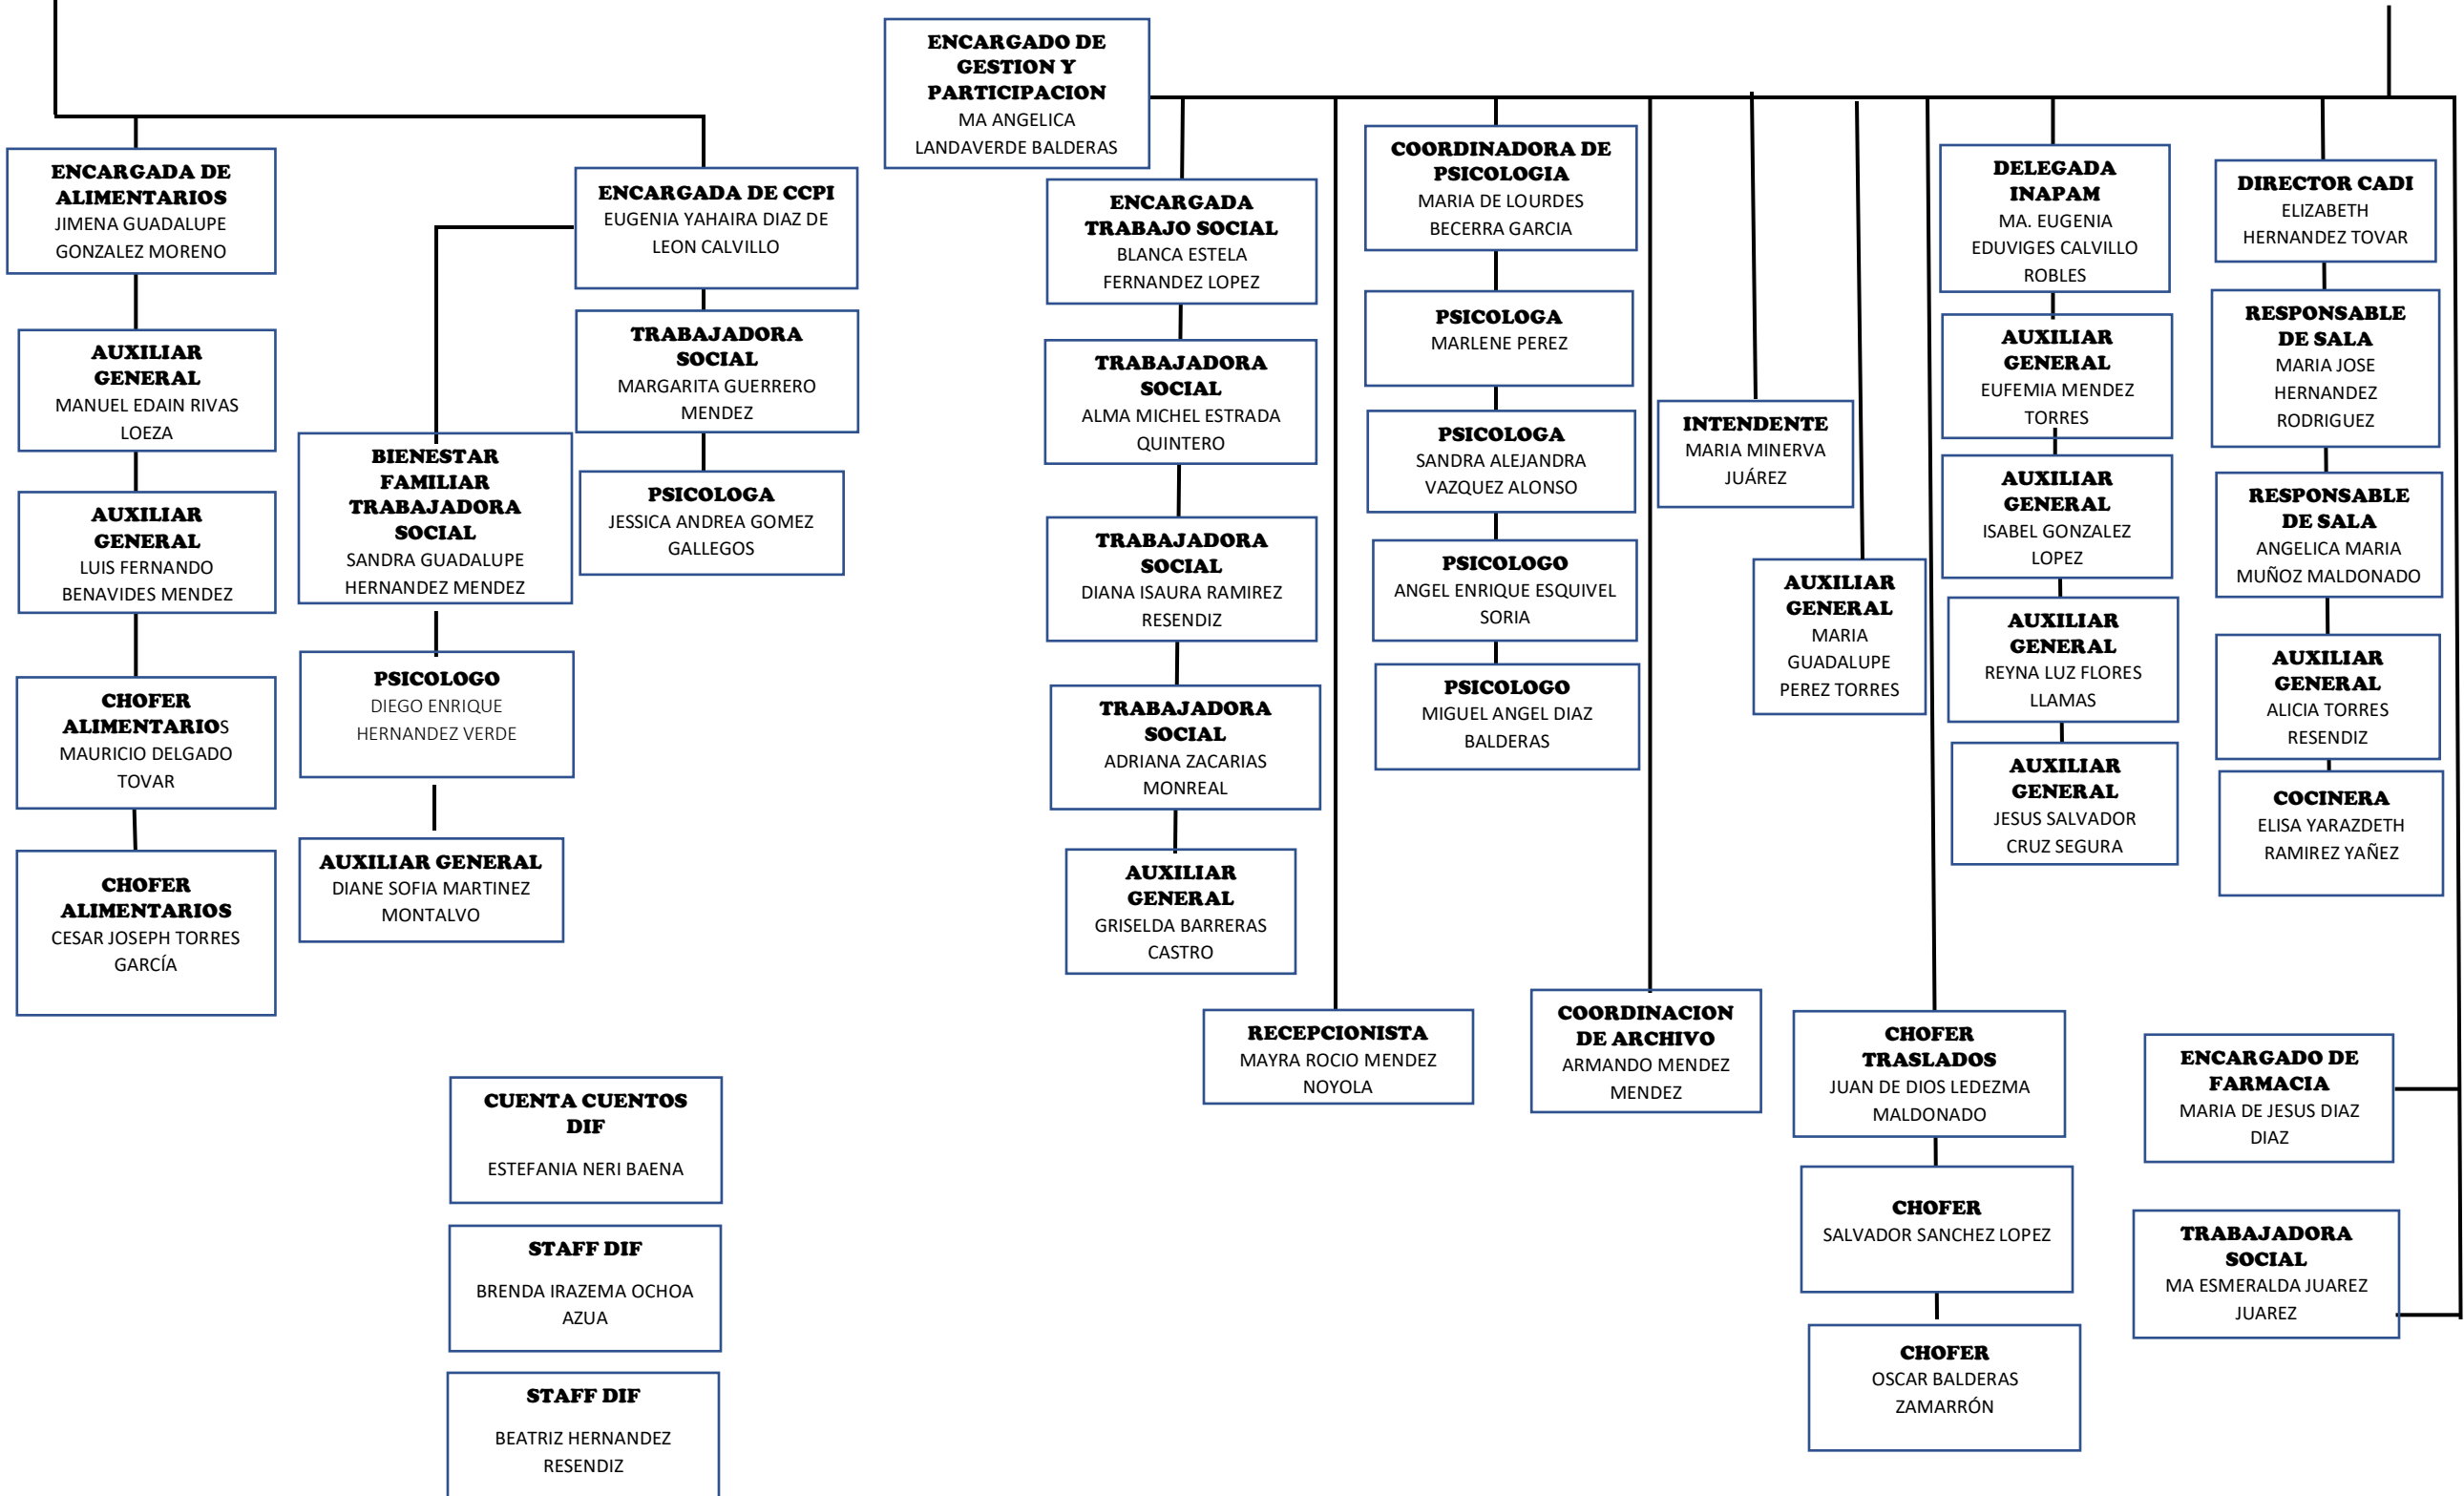 ENCARGADO DE
GESTION Y
PARTICIPACION
MA ANGELICA
LANDAVERDE BALDERAS
ENCARGADA DE
ALIMENTARIOS
JIMENA GUADALUPE
GONZALEZ MORENO
AUXILIAR
GENERAL
MANUEL EDAIN RIVAS
LOEZA
AUXILIAR
GENERAL
LUIS FERNANDO
BENAVIDES MENDEZ
CHOFER
ALIMENTARIOS
MAURICIO DELGADO
TOVAR
CHOFER
ALIMENTARIOS
CESAR JOSEPH TORRES
GARCÍA
ENCARGADA DE CCPI
EUGENIA YAHAIRA DIAZ DE
LEON CALVILLO
TRABAJADORA
SOCIAL
MARGARITA GUERRERO
MENDEZ
PSICOLOGA
JESSICA ANDREA GOMEZ
GALLEGOS
BIENESTAR
FAMILIAR
TRABAJADORA
SOCIAL
SANDRA GUADALUPE
HERNANDEZ MENDEZ
PSICOLOGO
DIEGO ENRIQUE
HERNANDEZ VERDE
AUXILIAR GENERAL
DIANE SOFIA MARTINEZ
MONTALVO
CUENTA CUENTOS
DIF
ESTEFANIA NERI BAENA
STAFF DIF
BRENDA IRAZEMA OCHOA
AZUA
STAFF DIF
BEATRIZ HERNANDEZ
RESENDIZ
ENCARGADA
TRABAJO SOCIAL
BLANCA ESTELA
FERNANDEZ LOPEZ
TRABAJADORA
SOCIAL
ALMA MICHEL ESTRADA
QUINTERO
TRABAJADORA
SOCIAL
DIANA ISAURA RAMIREZ
RESENDIZ
TRABAJADORA
SOCIAL
ADRIANA ZACARIAS
MONREAL
AUXILIAR
GENERAL
GRISELDA BARRERAS
CASTRO
RECEPCIONISTA
MAYRA ROCIO MENDEZ
NOYOLA
COORDINADORA DE
PSICOLOGIA
MARIA DE LOURDES
BECERRA GARCIA
PSICOLOGA
MARLENE PEREZ
PSICOLOGA
SANDRA ALEJANDRA
VAZQUEZ ALONSO
PSICOLOGO
ANGEL ENRIQUE ESQUIVEL
SORIA
PSICOLOGO
MIGUEL ANGEL DIAZ
BALDERAS
COORDINACION
DE ARCHIVO
ARMANDO MENDEZ
MENDEZ
INTENDENTE
MARIA MINERVA
JUÁREZ
AUXILIAR
GENERAL
MARIA
GUADALUPE
PEREZ TORRES
CHOFER
TRASLADOS
JUAN DE DIOS LEDEZMA
MALDONADO
CHOFER
SALVADOR SANCHEZ LOPEZ
CHOFER
OSCAR BALDERAS
ZAMARRÓN
DELEGADA
INAPAM
MA. EUGENIA
EDUVIGES CALVILLO
ROBLES
AUXILIAR
GENERAL
EUFEMIA MENDEZ
TORRES
AUXILIAR
GENERAL
ISABEL GONZALEZ
LOPEZ
AUXILIAR
GENERAL
REYNA LUZ FLORES
LLAMAS
AUXILIAR
GENERAL
JESUS SALVADOR
CRUZ SEGURA
DIRECTOR CADI
ELIZABETH
HERNANDEZ TOVAR
RESPONSABLE
DE SALA
MARIA JOSE
HERNANDEZ
RODRIGUEZ
RESPONSABLE
DE SALA
ANGELICA MARIA
MUÑOZ MALDONADO
AUXILIAR
GENERAL
ALICIA TORRES
RESENDIZ
COCINERA
ELISA YARAZDETH
RAMIREZ YAÑEZ
ENCARGADO DE
FARMACIA
MARIA DE JESUS DIAZ
DIAZ
TRABAJADORA
SOCIAL
MA ESMERALDA JUAREZ
JUAREZ